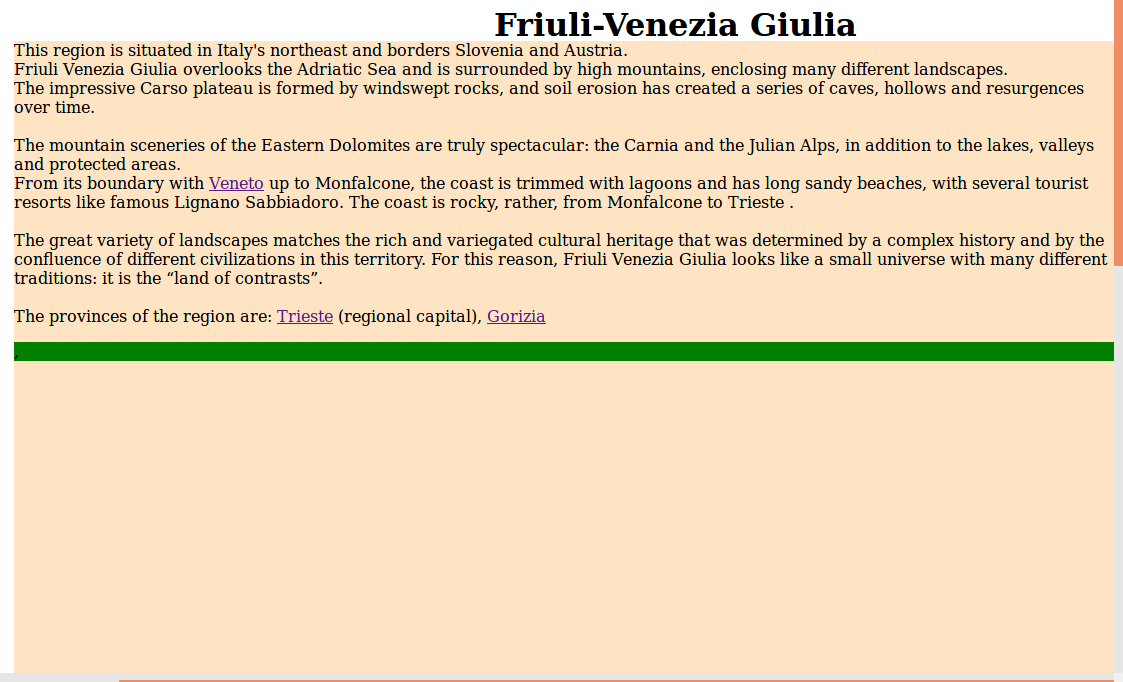 Friuli-Venezia Giulia
This region is situated in Italy's northeast and borders Slovenia and Austria.
Friuli Venezia Giulia overlooks the Adriatic Sea and is surrounded by high mountains, enclosing many different landscapes.
The impressive Carso plateau is formed by windswept rocks, and soil erosion has created a series of caves, hollows and resurgences
over time.
The mountain sceneries of the Eastern Dolomites are truly spectacular: the Carnia and the Julian Alps, in addition to the lakes, valleys
and protected areas.
From its boundary with Veneto up to Monfalcone, the coast is trimmed with lagoons and has long sandy beaches, with several tourist
resorts like famous Lignano Sabbiadoro. The coast is rocky, rather, from Monfalcone to Trieste .
The great variety of landscapes matches the rich and variegated cultural heritage that was determined by a complex history and by the
confluence of different civilizations in this territory. For this reason, Friuli Venezia Giulia looks like a small universe with many different
traditions: it is the “land of contrasts”.
The provinces of the region are: Trieste (regional capital), Gorizia
,